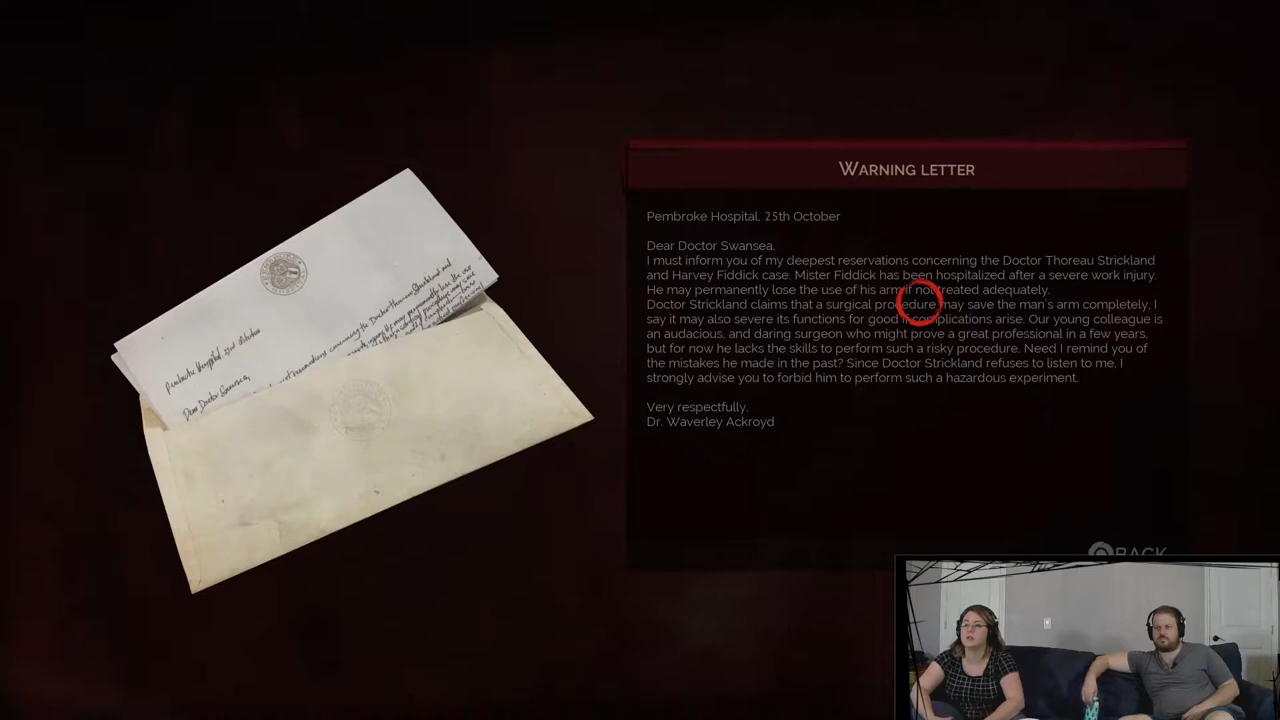 WARNING LETTER
Pembroke Hospital, 25th October
Dear Doctor Swansea,
I must inform you of my deepest reservations concerning the Doctor Thoreau Strickland
and Harvey Fiddick case. Mister Fiddick has been hospitalized after a severe work injury.
He may permanently lose the use of his arm if not treated adequately.
Doctor Strickland claims that a surgical procedure may save the man's arm completely, I
say it may also severe its functions for good if complications arise. Our young colleague is
an audacious, and daring surgeon who might prove a great professional in a few years,
but for now he lacks the skills to perform such a risky procedure. Need I remind you of
the mistakes he made in the past? Since Doctor Strickland refuses to listen to me, I
strongly advise you to forbid him to perform such a hazardous experiment.
Very respectfully,
Dr. Waverley Ackroyd
BACK
Dear Doctor Swansea,